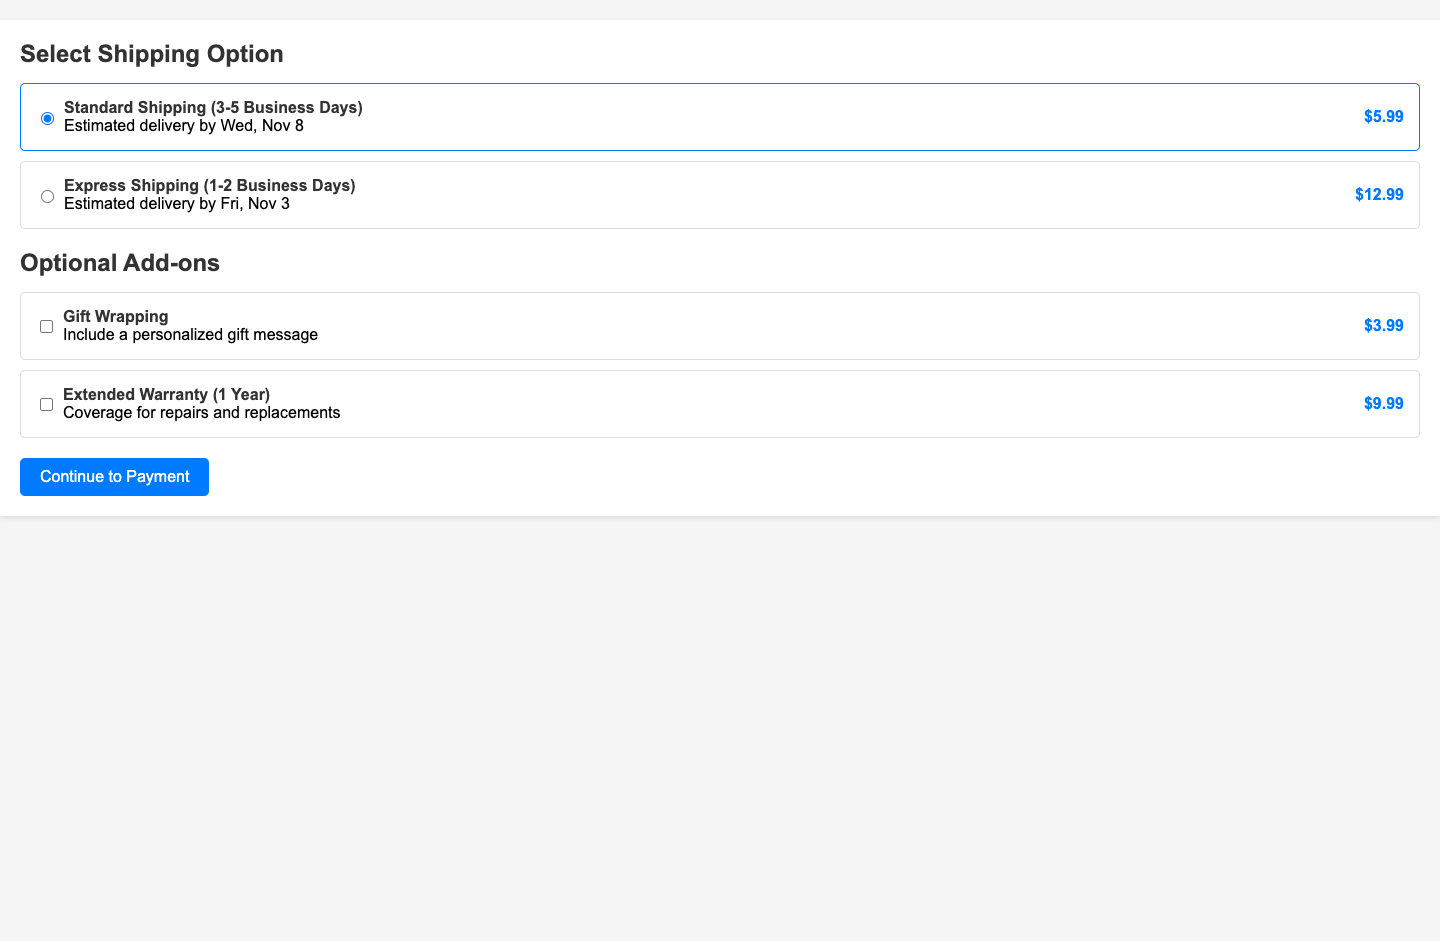 Select Shipping Option
Standard Shipping (3-5 Business Days)
Estimated delivery by Wed, Nov 8
$5.99
Express Shipping (1-2 Business Days)
Estimated delivery by Fri, Nov 3
$12.99
Optional Add-ons
Gift Wrapping
Include a personalized gift message
$3.99
Extended Warranty (1 Year)
Coverage for repairs and replacements
$9.99
Continue to Payment